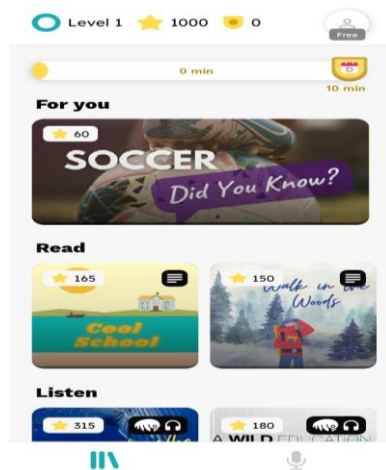 Level 1 1000 0
Free
0 min
10 min
For you
60
SOCCER
Did You Know?
Read
165
150
Walk in the
Woods
Cool
School
Listen
315
180
A WILD EDUCATION